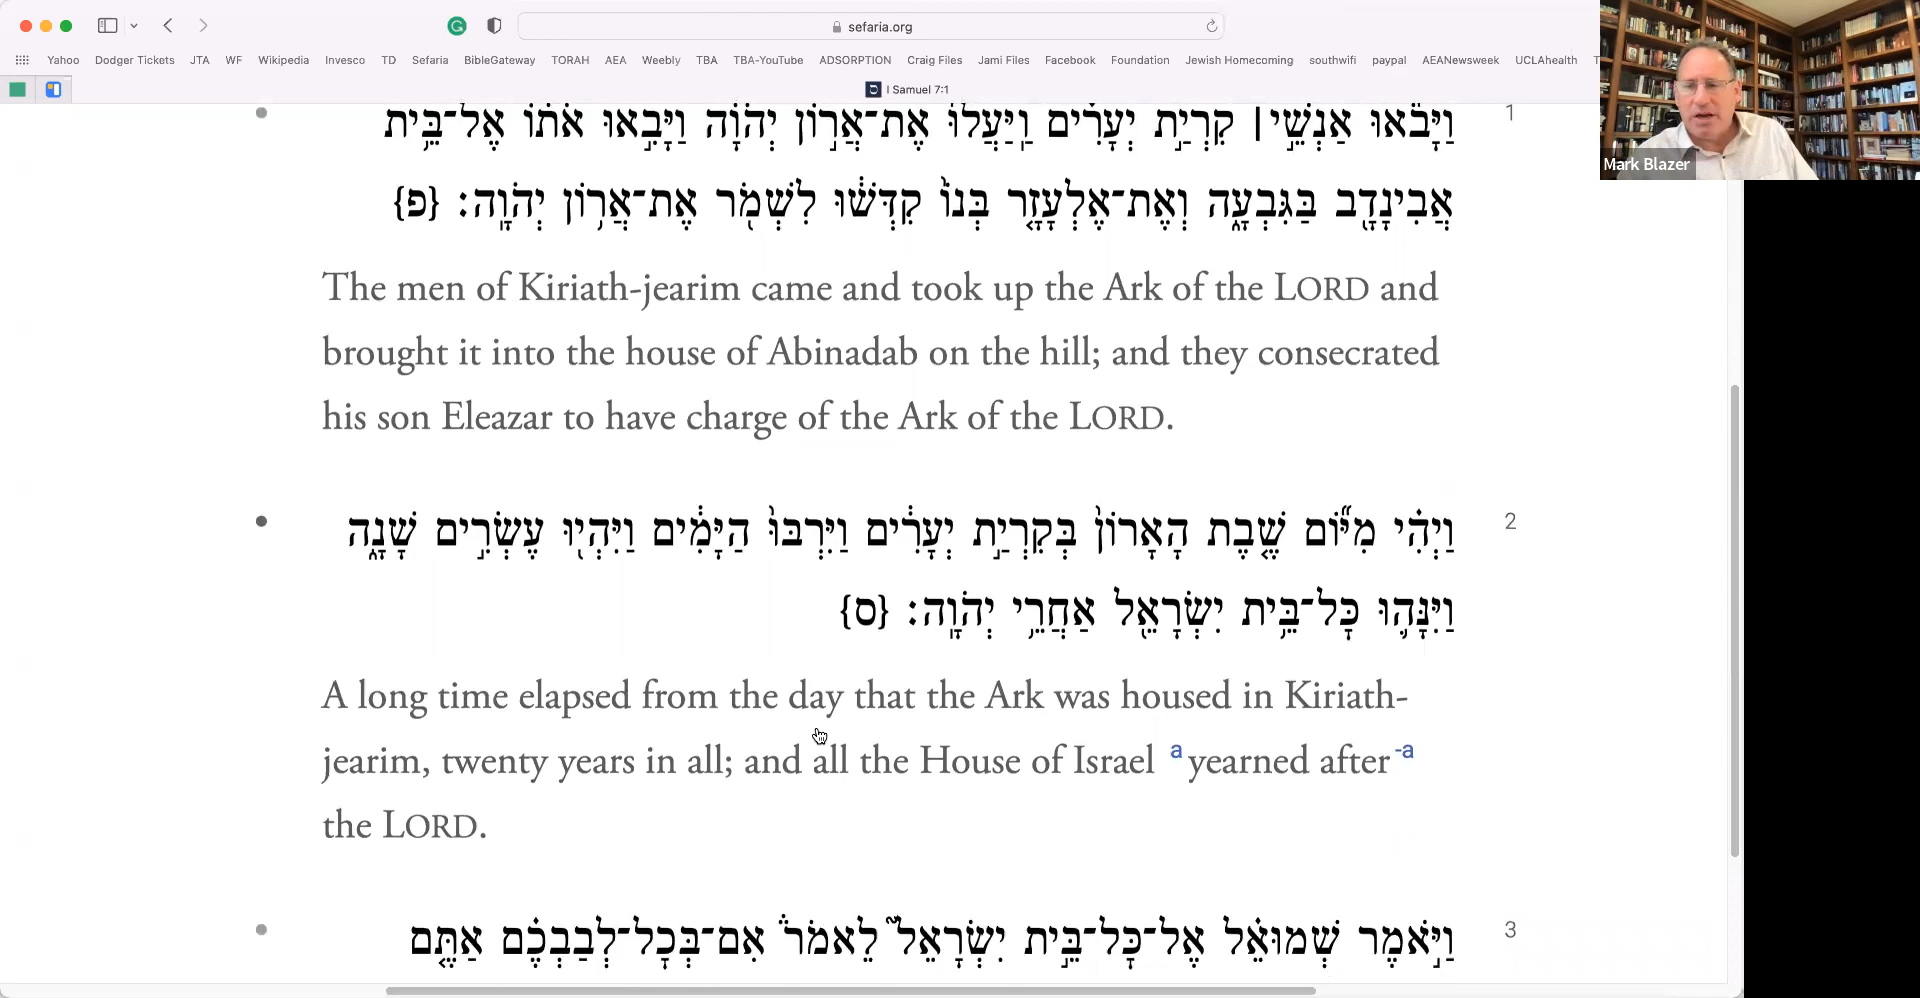 sefaria.org
Yahoo Dodger Tickets JTA WF Wikipedia Invesco TD Sefaria BibleGateway TORAH AEA Weebly TBA TBA-YouTube ADSORPTION Craig Files Jami Files Facebook Foundation Jewish Homecoming southwifi paypal AEANewsweek UCLAhealth
I Samuel 7:1
Mark Blazer
1
וַיָּבֹ֜אוּ אַנְשֵׁ֣י ׀ קִרְיַ֣ת יְעָרִ֗ים וַֽיַּעֲלוּ֙ אֶת־אֲר֣וֹן יְהֹוָ֔ה וַיָּבִ֣אוּ אֹת֔וֹ אֶל־בֵּ֥ית
אֲבִינָדָ֖ב בַּגִּבְעָ֑ה וְאֶת־אֶלְעָזָ֤ר בְּנוֹ֙ קִדְּשׁ֔וּ לִשְׁמֹ֖ר אֶת־אֲר֥וֹן יְהֹוָֽה׃ {פ}
The men of Kiriath-jearim came and took up the Ark of the LORD and
brought it into the house of Abinadab on the hill; and they consecrated
his son Eleazar to have charge of the Ark of the LORD.
2
וַיְהִ֗י מִיּ֞וֹם שֶׁ֤בֶת הָאָרוֹן֙ בְּקִרְיַ֣ת יְעָרִ֔ים וַיִּרְבּוּ֙ הַיָּמִ֔ים וַיִּהְי֖וּ עֶשְׂרִ֣ים שָׁנָ֑ה
וַיִּנָּה֛וּ כׇּל־בֵּ֥ית יִשְׂרָאֵ֖ל אַחֲרֵ֥י יְהֹוָֽה׃ {ס}
A long time elapsed from the day that the Ark was housed in Kiriath-
jearim, twenty years in all; and all the House of Israel a yearned after -a
the LORD.
3
וַיֹּ֣אמֶר שְׁמוּאֵ֗ל אֶל־כׇּל־בֵּ֣ית יִשְׂרָאֵל֮ לֵאמֹר֒ אִם־בְּכׇל־לְבַבְכֶ֗ם אַתֶּ֤ם